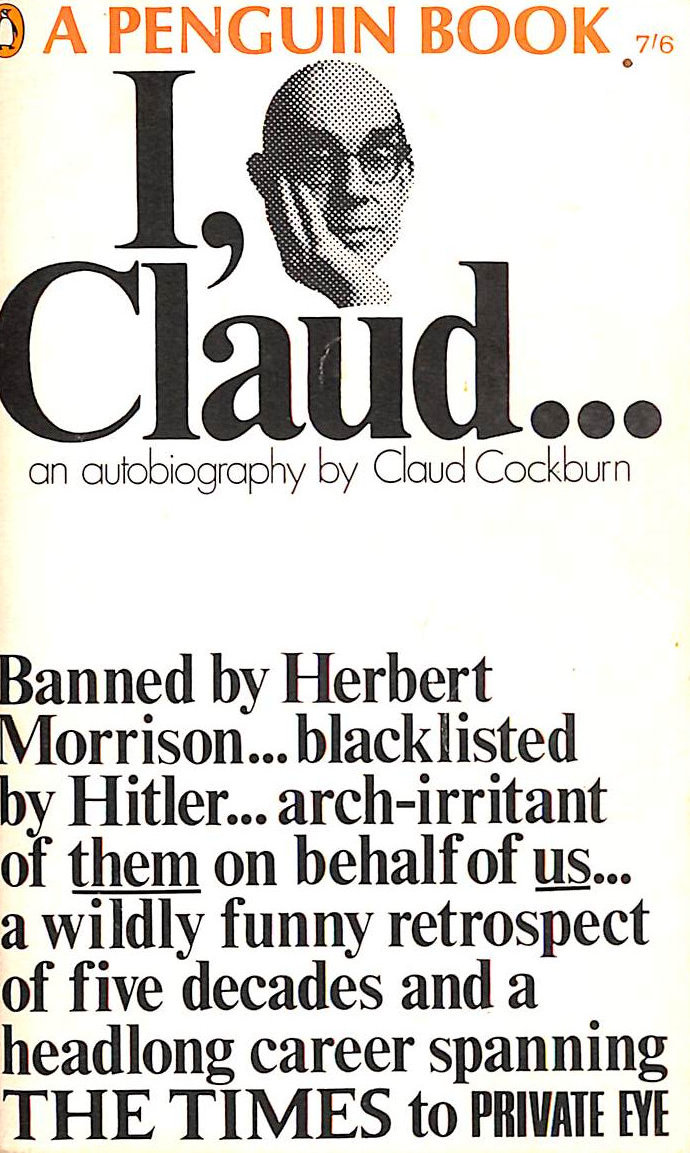 A PENGUIN BOOK 7/6
I,
Claud...
an autobiography by Claud Cockburn
Banned by Herbert
Morrison... blacklisted
by Hitler... arch-irritant
of them on behalf of us...
a wildly funny retrospect
of five decades and a
headlong career spanning
THE TIMES to PRIVATE EYE